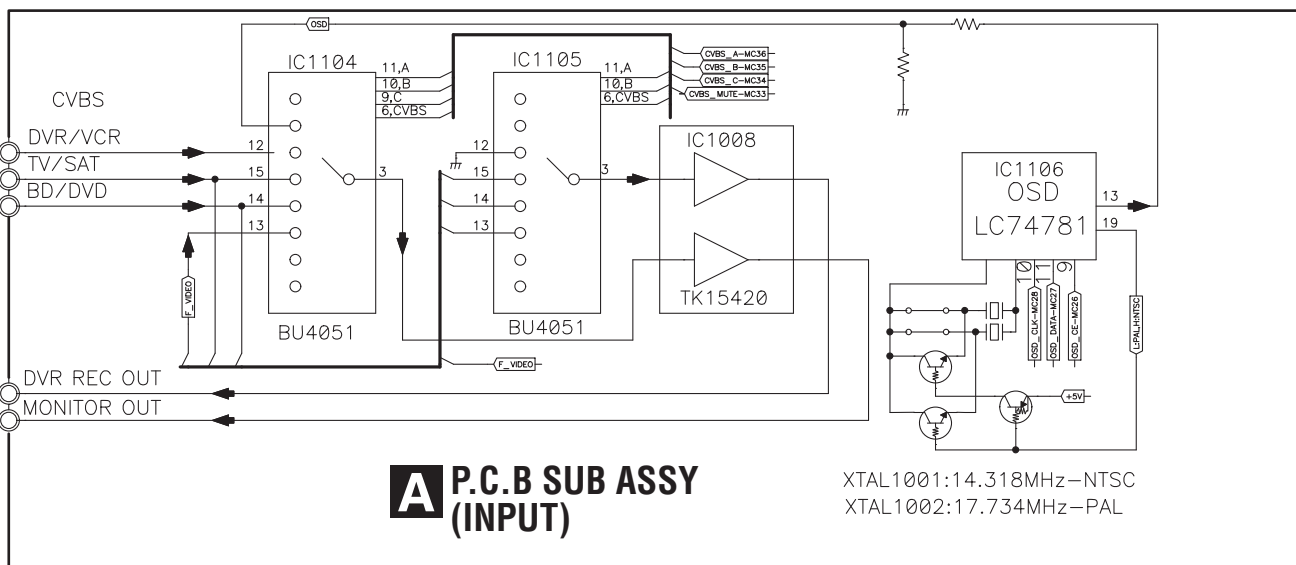 OSD
IC1104
IC1105
11,A
10,B
9,C
6,CVBS
11,A
10,B
6,CVBS
CVBS_A-MC36
CVBS_B-MC35
CVBS_C-MC34
CVBS_MUTE-MC33
CVBS
DVR/VCR
TV/SAT
BD/DVD
12
15
14
13
3
12
15
14
13
3
IC1008
TK15420
IC1106
OSD
LC74781
13
19
10
11
9
F_VIDEO
BU4051
BU4051
F_VIDEO
OSD_CLK-MC28
OSD_DATA-MC27
OSD_CE-MC26
L:PAL,H:NTSC
+5V
DVR REC OUT
MONITOR OUT
A P.C.B SUB ASSY
(INPUT)
XTAL1001:14.318MHz-NTSC
XTAL1002:17.734MHz-PAL